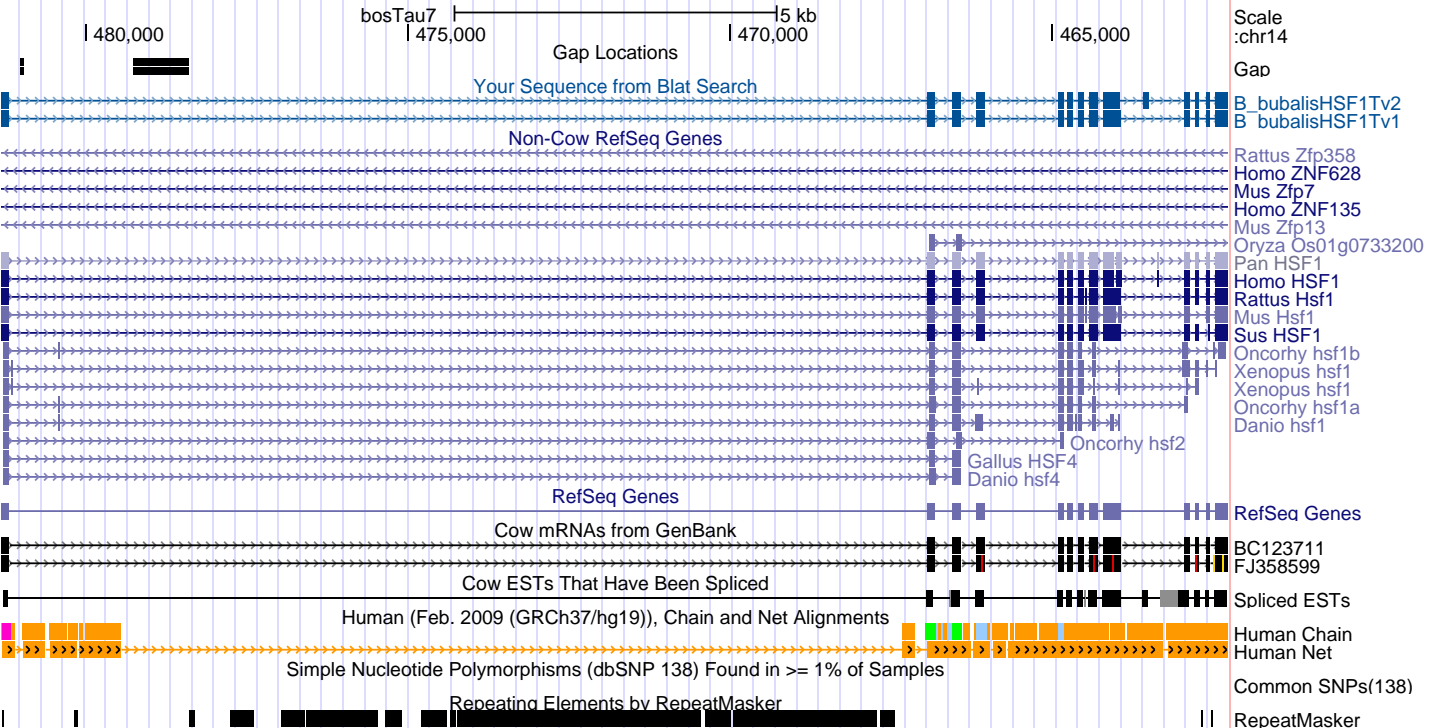 bosTau7 5 kb Scale
480,000 475,000 470,000 465,000 :chr14
Gap Locations
Gap
Your Sequence from Blat Search
B_bubalisHSF1Tv2
B_bubalisHSF1Tv1
Non-Cow RefSeq Genes
Rattus Zfp358
Homo ZNF628
Mus Zfp7
Homo ZNF135
Mus Zfp13
Oryza Os01g0733200
Pan HSF1
Homo HSF1
Rattus Hsf1
Mus Hsf1
Sus HSF1
Oncorhy hsf1b
Xenopus hsf1
Xenopus hsf1
Oncorhy hsf1a
Danio hsf1
Oncorhy hsf2
Gallus HSF4
Danio hsf4
RefSeq Genes
RefSeq Genes
Cow mRNAs from GenBank
BC123711
FJ358599
Cow ESTs That Have Been Spliced
Spliced ESTs
Human (Feb. 2009 (GRCh37/hg19)), Chain and Net Alignments
Human Chain
Human Net
Simple Nucleotide Polymorphisms (dbSNP 138) Found in >= 1% of Samples
Common SNPs(138)
Repeating Elements by RepeatMasker
RepeatMasker